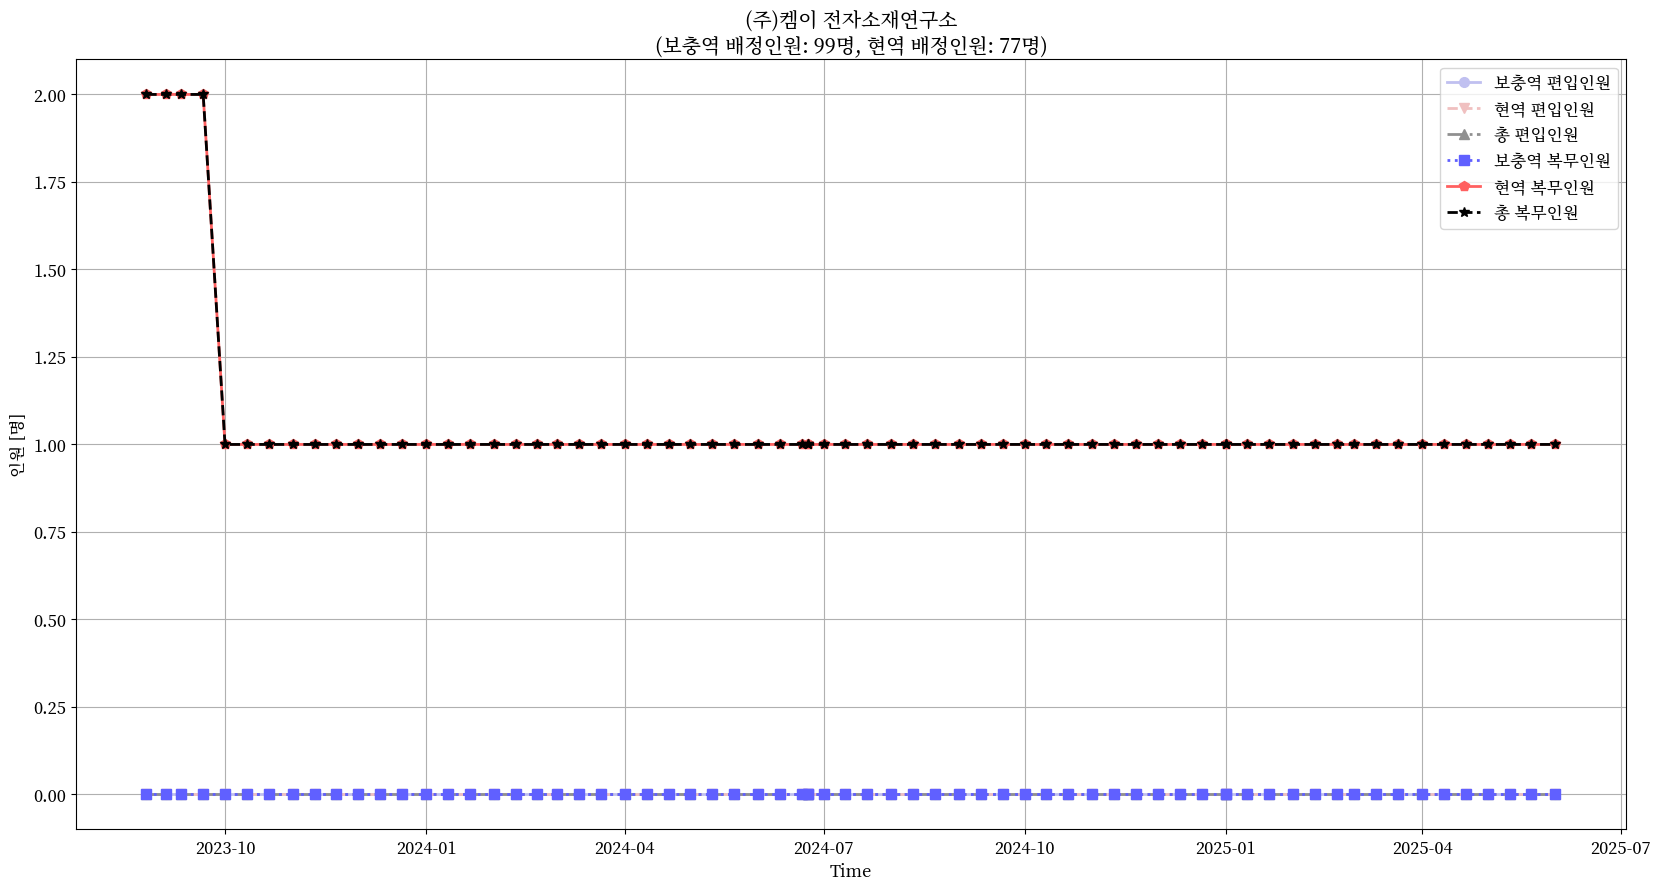 (주)켐이 전자소재연구소
(보충역 배정인원: 99명, 현역 배정인원: 77명)
보충역 편입인원
현역 편입인원
총 편입인원
보충역 복무인원
현역 복무인원
총 복무인원
인원 [명]
2.00
1.75
1.50
1.25
1.00
0.75
0.50
0.25
0.00
2023-10
2024-01
2024-04
2024-07
2024-10
2025-01
2025-04
2025-07
Time